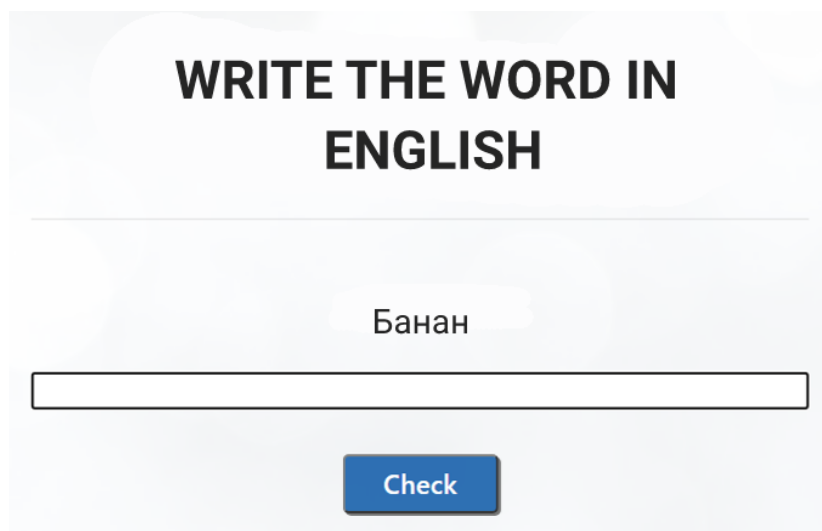 WRITE THE WORD IN
ENGLISH
Банан
Check